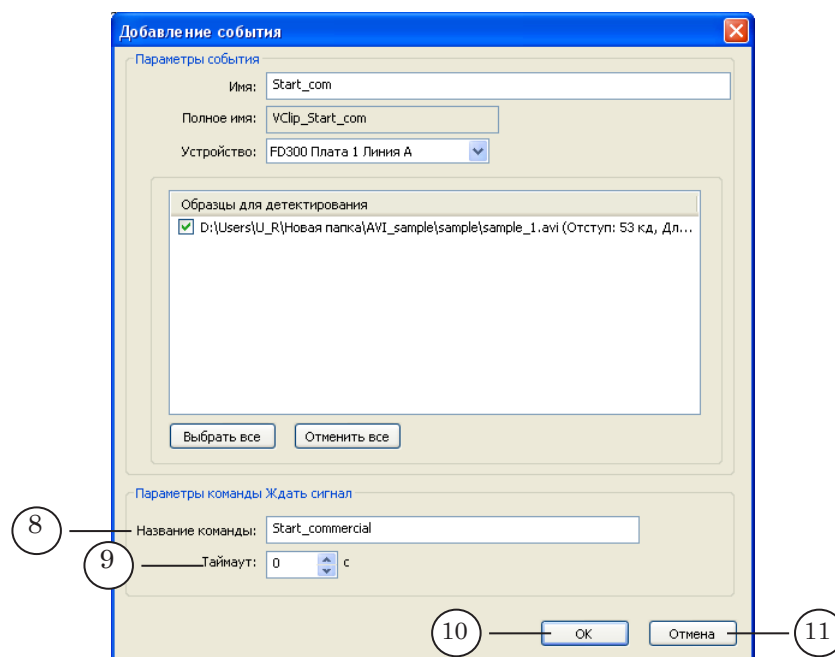 Добавление события
Параметры события
Имя: Start_com
Полное имя: VClip_Start_com
Устройство: FD300 Плата 1 Линия A
Образцы для детектирования
D:\Users\U_R\Новая папка\AVI_sample\sample\sample_1.avi (Отступ: 53 кд, Дл...
Выбрать все Отменить все
Параметры команды Ждать сигнал
8 Название команды: Start_commercial
9 Таймаут: 0 с
10 OK Отмена 11